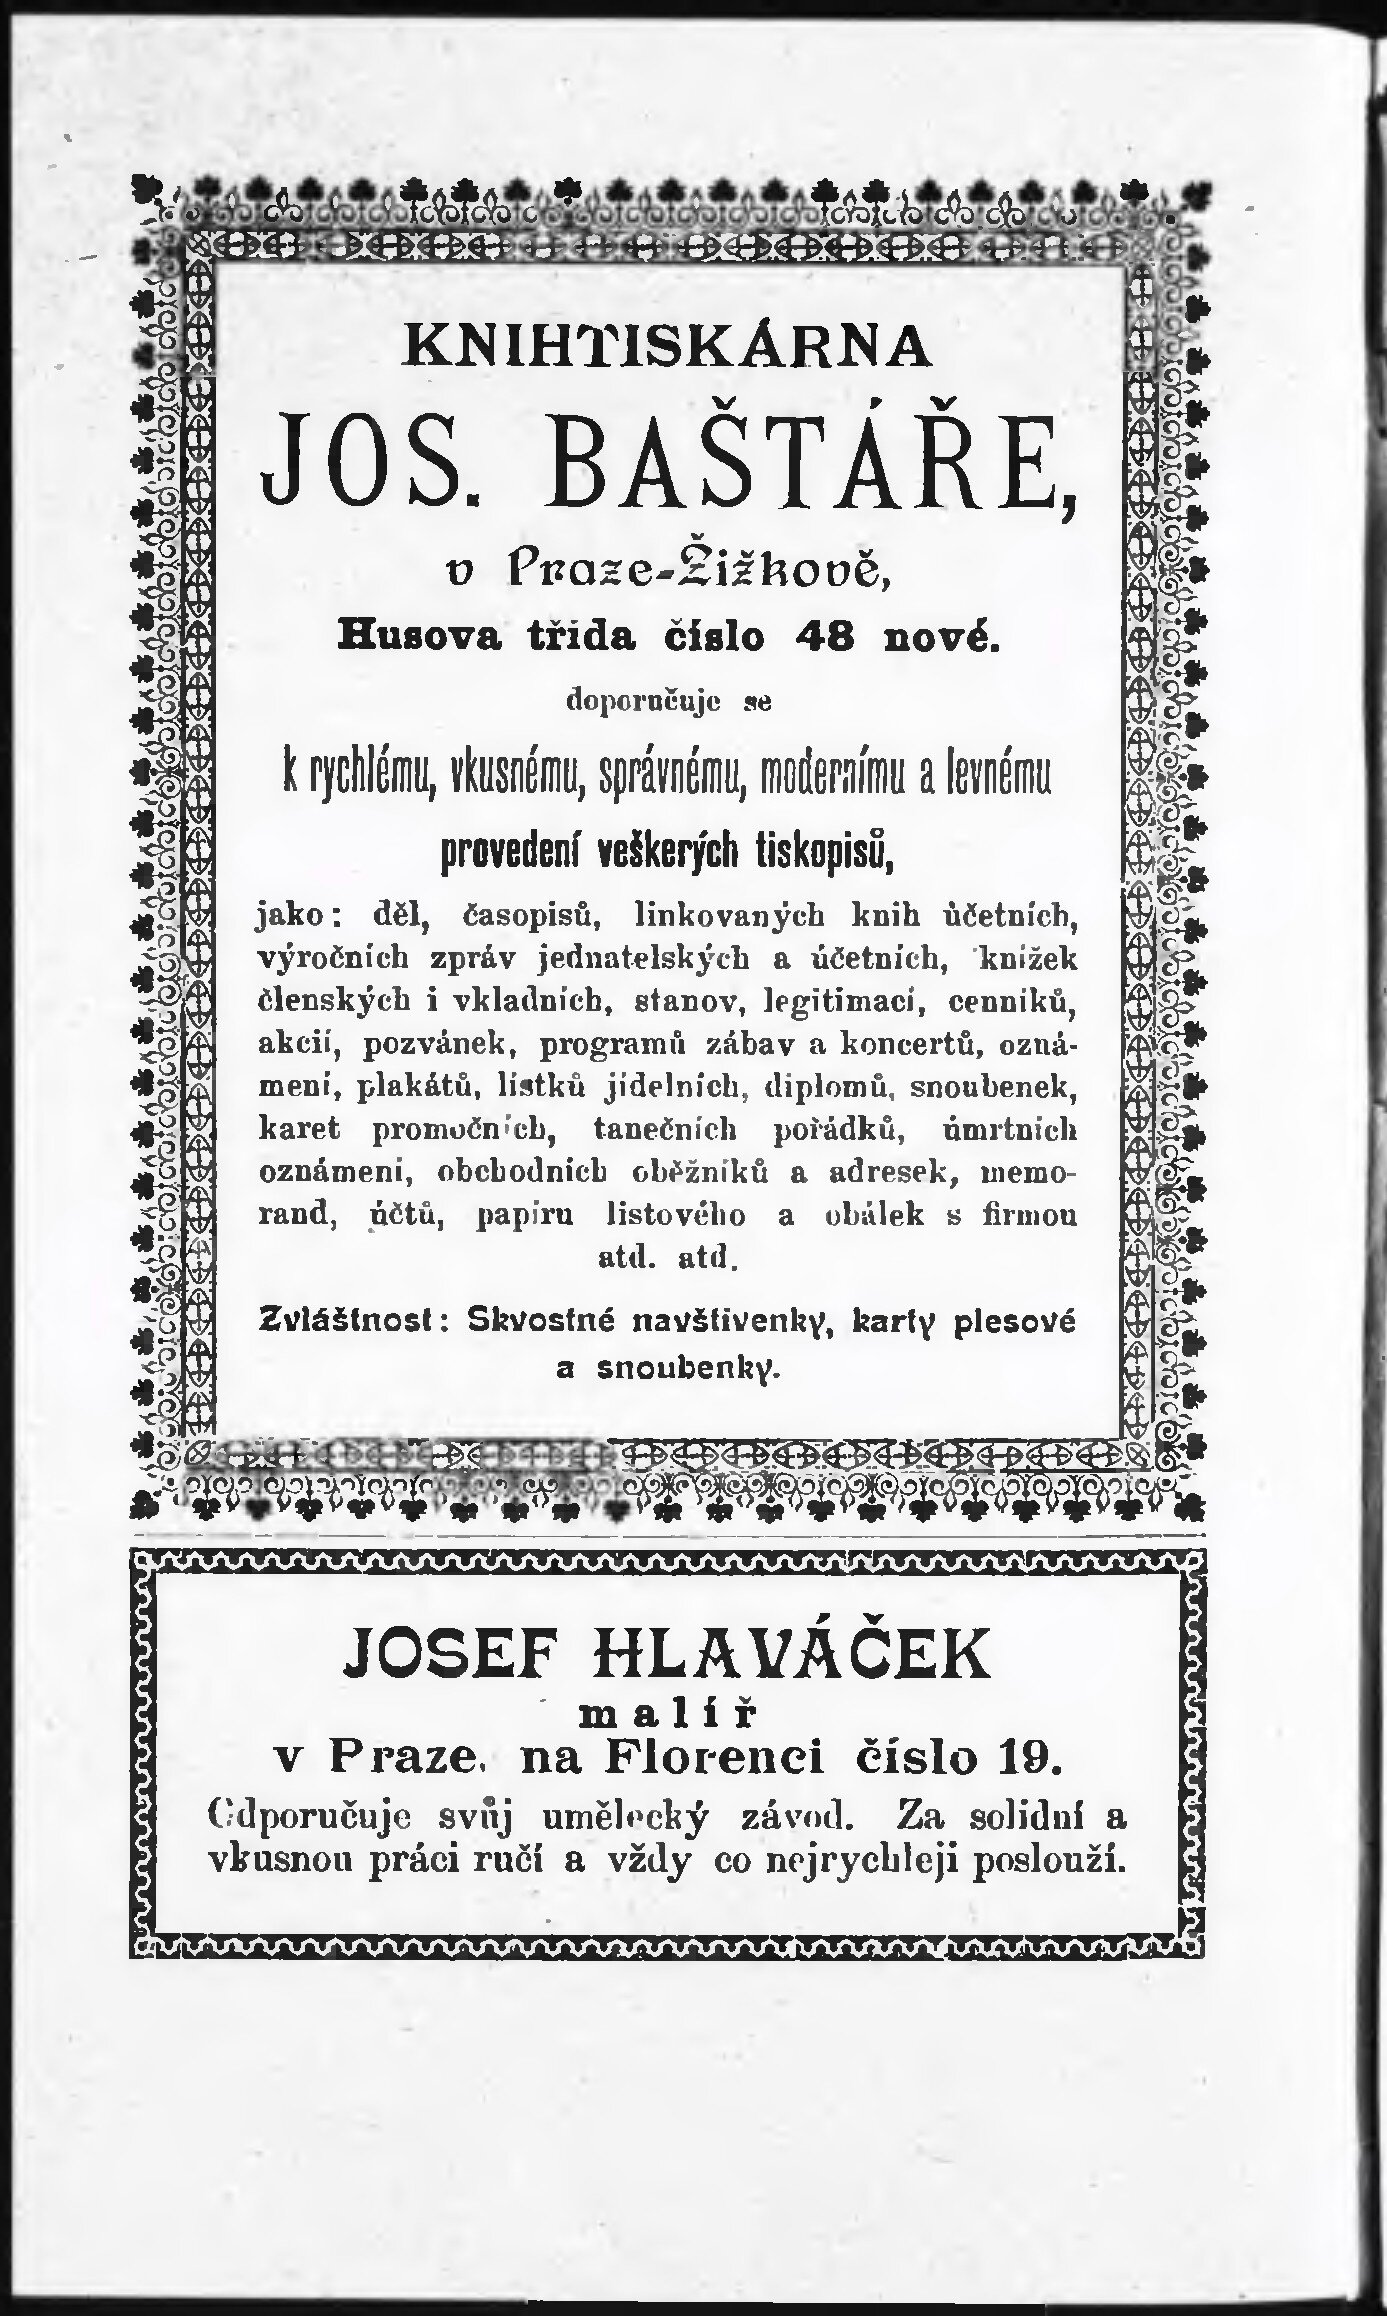 KNIHTISKÁRNA
JOS. BAŠTÁŘE,
v Praze-Žižkově,
Husova třída číslo 48 nové.
doporučuje se
k rychlému, vkusnému, správnému, modernímu a levnému
provedení veškerých tiskopisů,
jako: děl, časopisů, linkovaných knih účetních,
výročních zpráv jednatelských a účetních, knížek
členských i vkladních, stanov, legitimací, cenníků,
akcií, pozvánek, programů zábav a koncertů, ozná-
mení, plakátů, lístků jídelních, diplomů, snoubenek,
karet promočních, tanečních pořádků, úmrtních
oznámení, obchodních oběžníků a adresek, memo-
rand, účtů, papíru listového a obálek s firmou
atd. atd.
Zvláštnost: Skvostné navštívenky, karty plesové
a snoubenky.
JOSEF HLAVÁČEK
malíř
v Praze, na Florenci číslo 19.
Odporučuje svůj umělecký závod. Za solidní a
vkusnou práci ručí a vždy co nejrychleji poslouží.